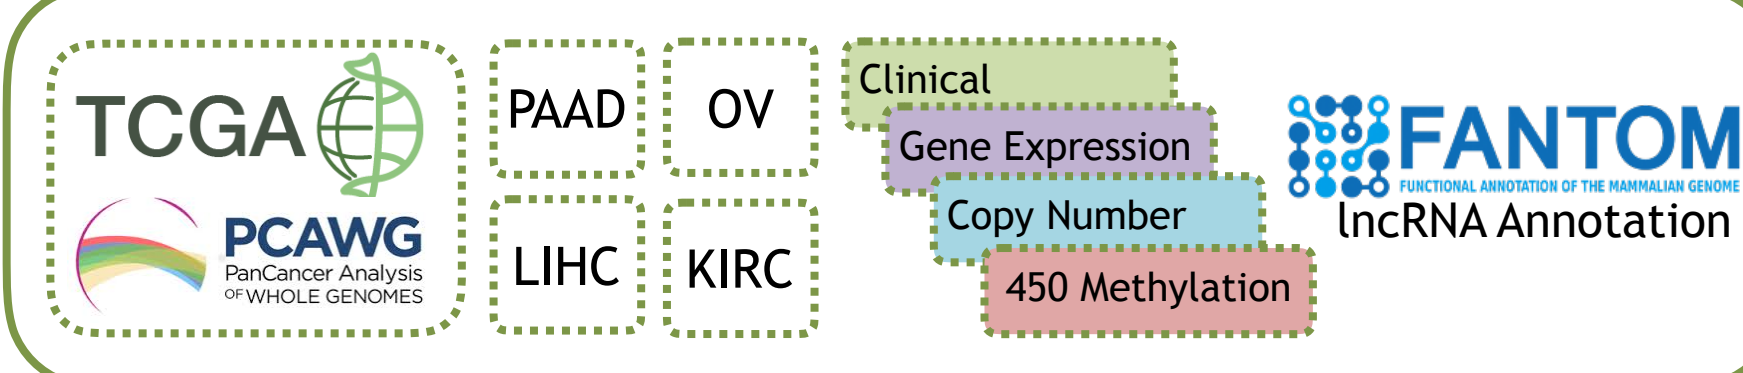 TCGA
PCAWG
PanCancer Analysis
OF WHOLE GENOMES
PAAD
OV
LIHC
KIRC
Clinical
Gene Expression
Copy Number
450 Methylation
FANTOM
FUNCTIONAL ANNOTATION OF THE MAMMALIAN GENOME
lncRNA Annotation